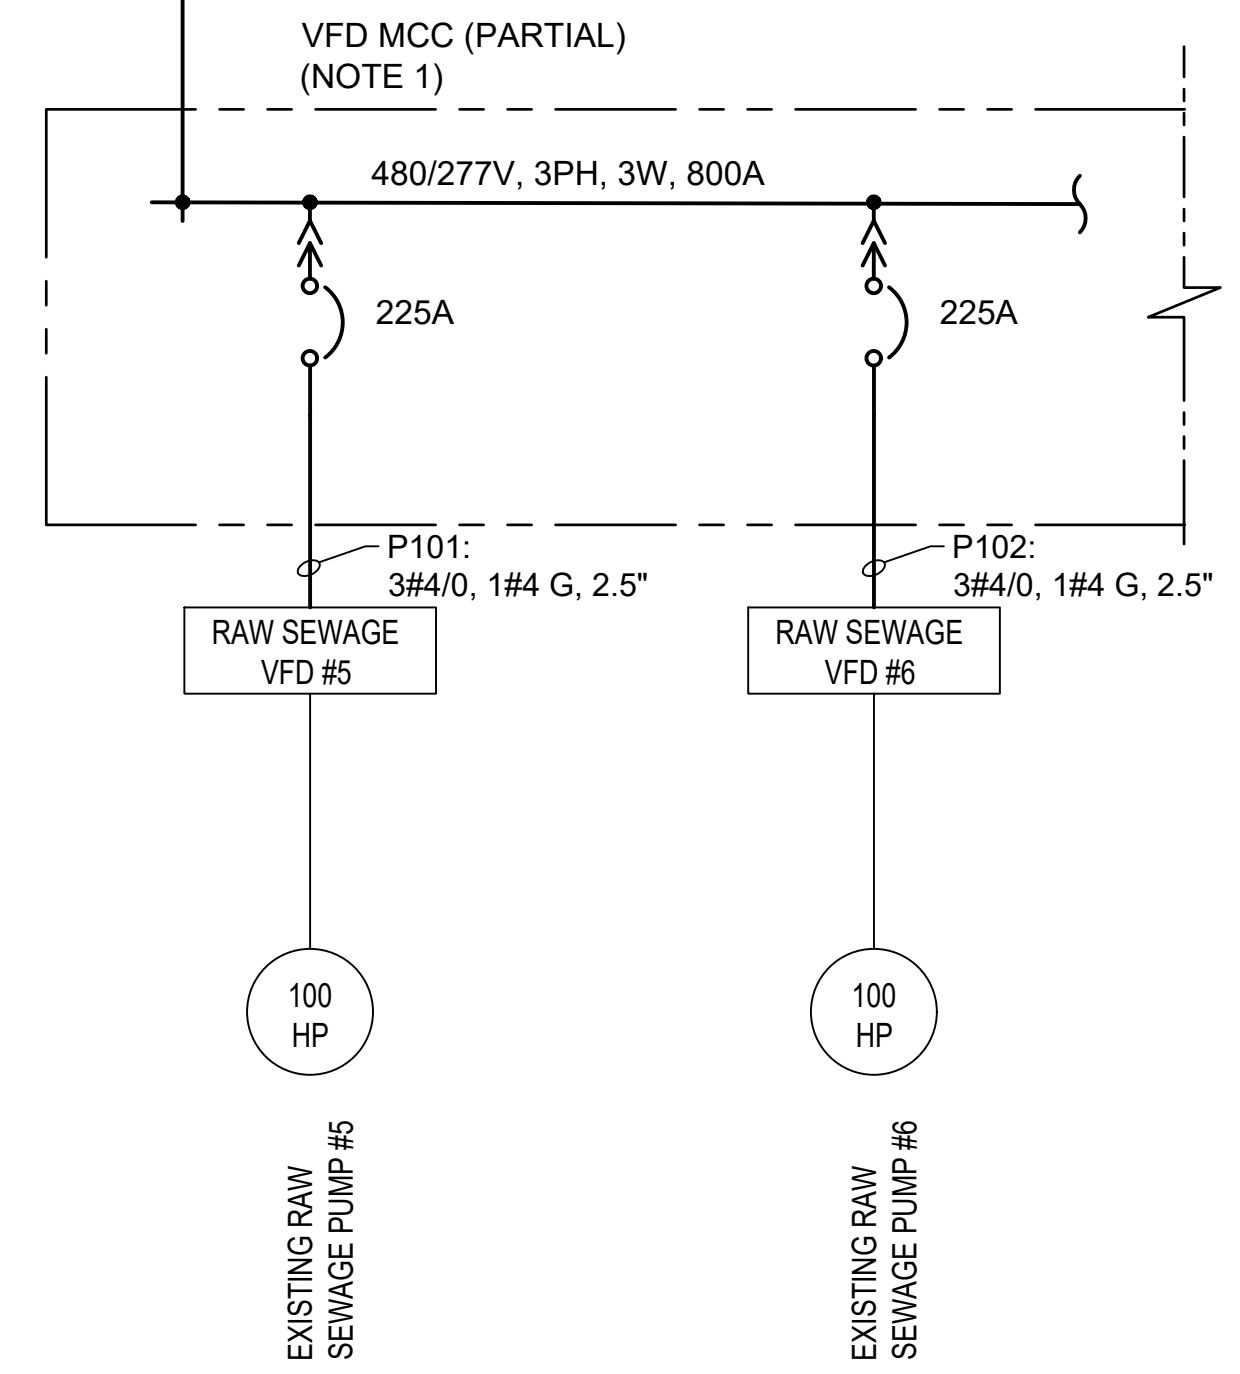 VFD MCC (PARTIAL)
(NOTE 1)
480/277V, 3PH, 3W, 800A
225A
225A
P101:
3#4/0, 1#4 G, 2.5"
P102:
3#4/0, 1#4 G, 2.5"
RAW SEWAGE
VFD #5
RAW SEWAGE
VFD #6
100
HP
100
HP
EXISTING RAW
SEWAGE PUMP #5
EXISTING RAW
SEWAGE PUMP #6